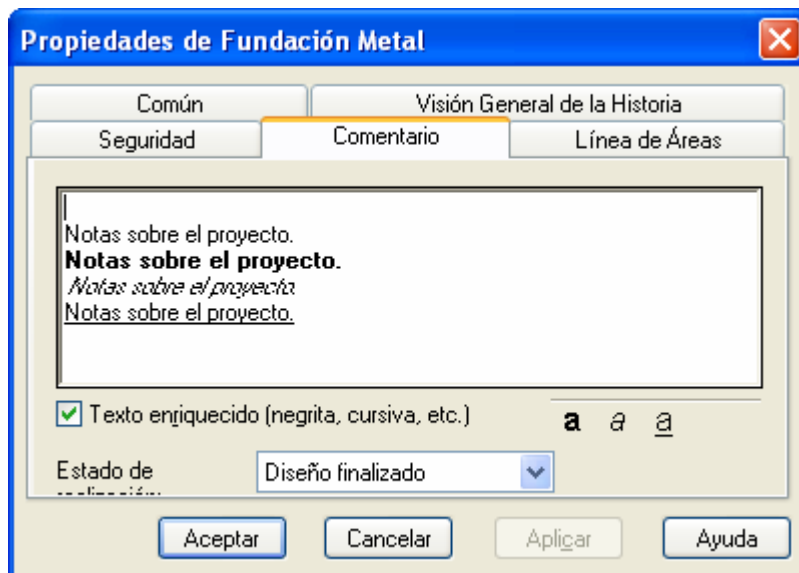 Propiedades de Fundación Metal
Común Visión General de la Historia
Seguridad Comentario Línea de Áreas
Notas sobre el proyecto.
Notas sobre el proyecto.
Notas sobre el proyecto.
Notas sobre el proyecto.
Texto enriquecido (negrita, cursiva, etc.) a a a
Estado de Diseño finalizado
Aceptar Cancelar Aplicar Ayuda